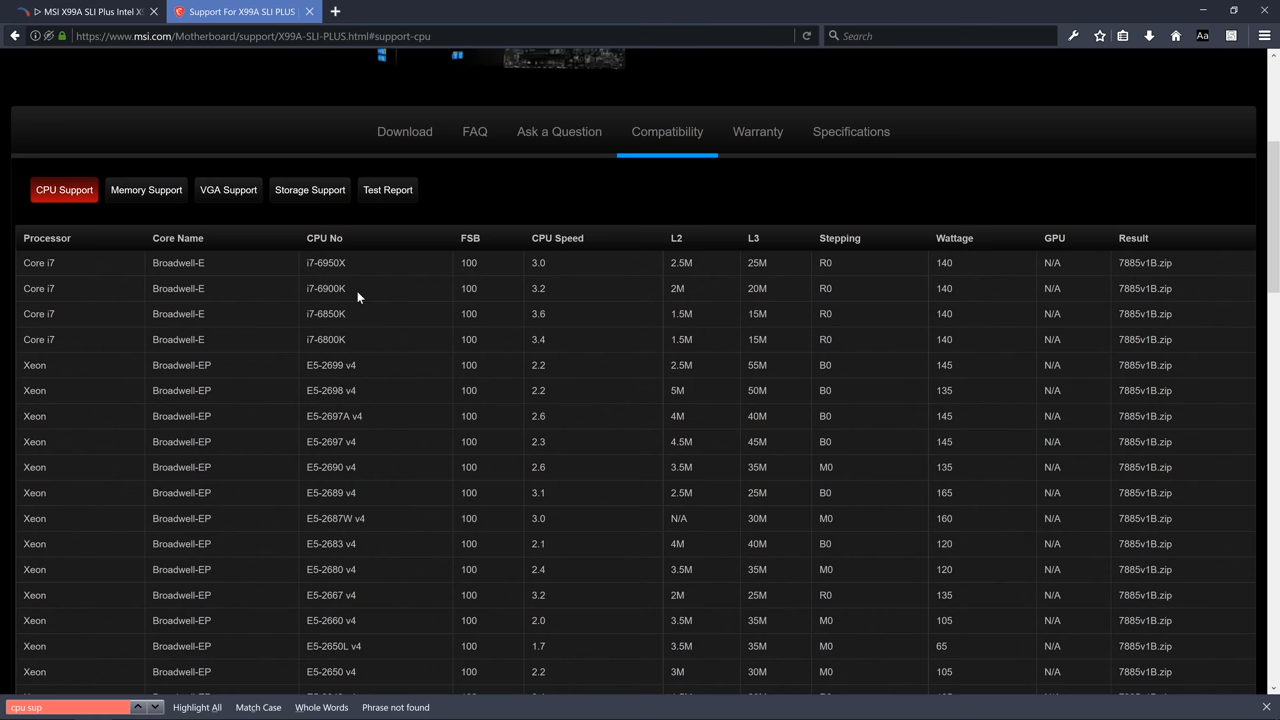 MSI X99A SLI Plus Intel X
Support For X99A SLI PLUS
https://www.msi.com/Motherboard/support/X99A-SLI-PLUS.html#support-cpu
Search
Aa
Download FAQ Ask a Question Compatibility Warranty Specifications
CPU Support Memory Support VGA Support Storage Support Test Report
Processor Core Name CPU No FSB CPU Speed L2 L3 Stepping Wattage GPU Result
Core i7 Broadwell-E i7-6950X 100 3.0 2.5M 25M R0 140 N/A 7885v1B.zip
Core i7 Broadwell-E i7-6900K 100 3.2 2M 20M R0 140 N/A 7885v1B.zip
Core i7 Broadwell-E i7-6850K 100 3.6 1.5M 15M R0 140 N/A 7885v1B.zip
Core i7 Broadwell-E i7-6800K 100 3.4 1.5M 15M R0 140 N/A 7885v1B.zip
Xeon Broadwell-EP E5-2699 v4 100 2.2 2.5M 55M B0 145 N/A 7885v1B.zip
Xeon Broadwell-EP E5-2698 v4 100 2.2 5M 50M B0 135 N/A 7885v1B.zip
Xeon Broadwell-EP E5-2697A v4 100 2.6 4M 40M B0 145 N/A 7885v1B.zip
Xeon Broadwell-EP E5-2697 v4 100 2.3 4.5M 45M B0 145 N/A 7885v1B.zip
Xeon Broadwell-EP E5-2690 v4 100 2.6 3.5M 35M M0 135 N/A 7885v1B.zip
Xeon Broadwell-EP E5-2689 v4 100 3.1 2.5M 25M B0 165 N/A 7885v1B.zip
Xeon Broadwell-EP E5-2687W v4 100 3.0 N/A 30M M0 160 N/A 7885v1B.zip
Xeon Broadwell-EP E5-2683 v4 100 2.1 4M 40M B0 120 N/A 7885v1B.zip
Xeon Broadwell-EP E5-2680 v4 100 2.4 3.5M 35M M0 120 N/A 7885v1B.zip
Xeon Broadwell-EP E5-2667 v4 100 3.2 2M 25M R0 135 N/A 7885v1B.zip
Xeon Broadwell-EP E5-2660 v4 100 2.0 3.5M 35M M0 105 N/A 7885v1B.zip
Xeon Broadwell-EP E5-2650L v4 100 1.7 3.5M 35M M0 65 N/A 7885v1B.zip
Xeon Broadwell-EP E5-2650 v4 100 2.2 3M 30M M0 105 N/A 7885v1B.zip
cpu sup Highlight All Match Case Whole Words Phrase not found